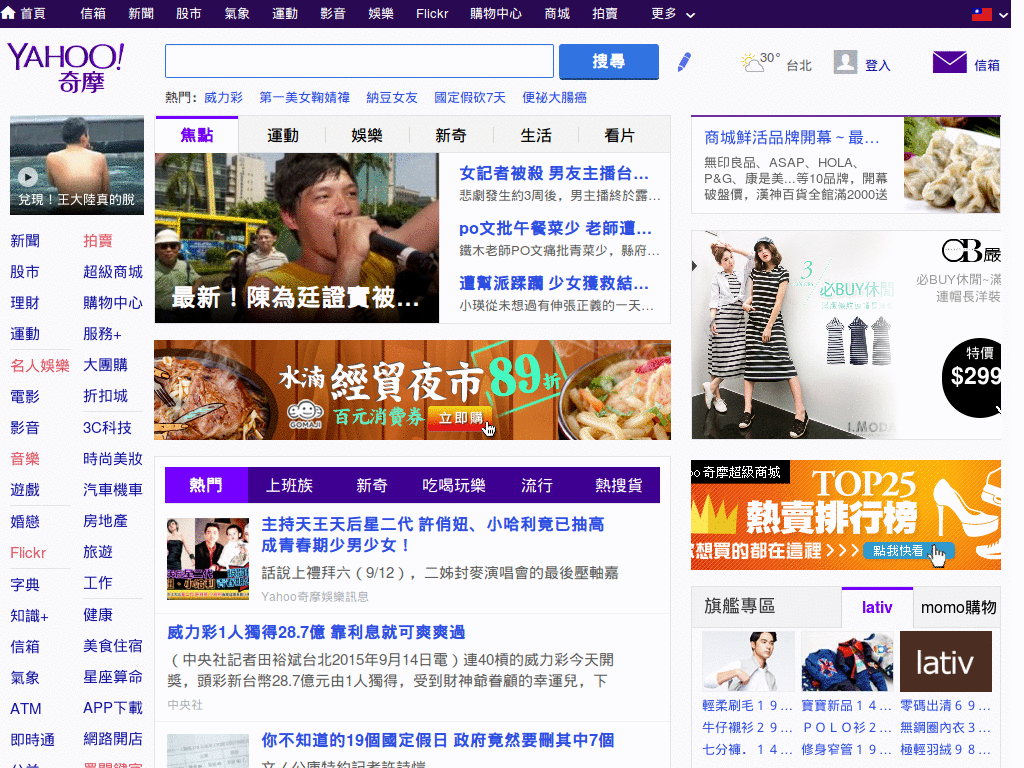 首頁 信箱 新聞 股市 氣象 運動 影音 娛樂 Flickr 購物中心 商城 拍賣 更多
YAHOO!
奇摩
搜尋
30° 台北
登入
信箱
熱門： 威力彩 第一美女鞠婧禕 納豆女友 國定假砍7天 便祕大腸癌
兌現！王大陸真的脫
新聞 拍賣
股市 超級商城
理財 購物中心
運動 服務+
名人娛樂 大團購
電影 折扣城
影音 3C科技
音樂 時尚美妝
遊戲 汽車機車
婚戀 房地產
Flickr 旅遊
字典 工作
知識+ 健康
信箱 美食住宿
氣象 星座算命
ATM APP下載
即時通 網路開店
焦點 運動 娛樂 新奇 生活 看片
最新！陳為廷證實被...
女記者被殺 男友主播台...
悲劇發生約3周後，男主播終於露...
po文批午餐菜少 老師遭...
鐵木老師PO文痛批青菜少，縣府...
遭幫派蹂躪 少女獲救結...
小瑛從未想過有伸張正義的一天...
水湳 經貿夜市 89折
GOMAJI 百元消費券 立即購
熱門 上班族 新奇 吃喝玩樂 流行 熱搜貨
主持天王天后星二代 許俏妞、小哈利竟已抽高
成青春期少男少女！
話說上禮拜六（9/12），二姊封麥演唱會的最後壓軸嘉
Yahoo奇摩娛樂訊息
威力彩1人獨得28.7億 靠利息就可爽爽過
（中央社記者田裕斌台北2015年9月14日電）連40槓的威力彩今天開
獎，頭彩新台幣28.7億元由1人獨得，受到財神爺眷顧的幸運兒，下
中央社
你不知道的19個國定假日 政府竟然要刪其中7個
文／公庫特約記者許詩愷
商城鮮活品牌開幕 ~ 最...
無印良品、ASAP、HOLA、
P&G、康是美...等10品牌，開幕
破盤價，漢神百貨全館滿2000送
OB嚴
必BUY休閒~滿
連帽長洋裝
3
必BUY休閒
特價
$299
I.MODA
oo 奇摩超級商城
TOP25
熱賣排行榜
你想買的都在這裡 >>> 點我快看
旗艦專區 lativ momo購物
lativ
輕柔刷毛１９... 寶寶新品１４... 零碼出清６９...
牛仔襯衫２９... ＰＯＬＯ衫２... 無鋼圈內衣３...
七分褲．１４... 修身窄管１９... 極輕羽絨９８...